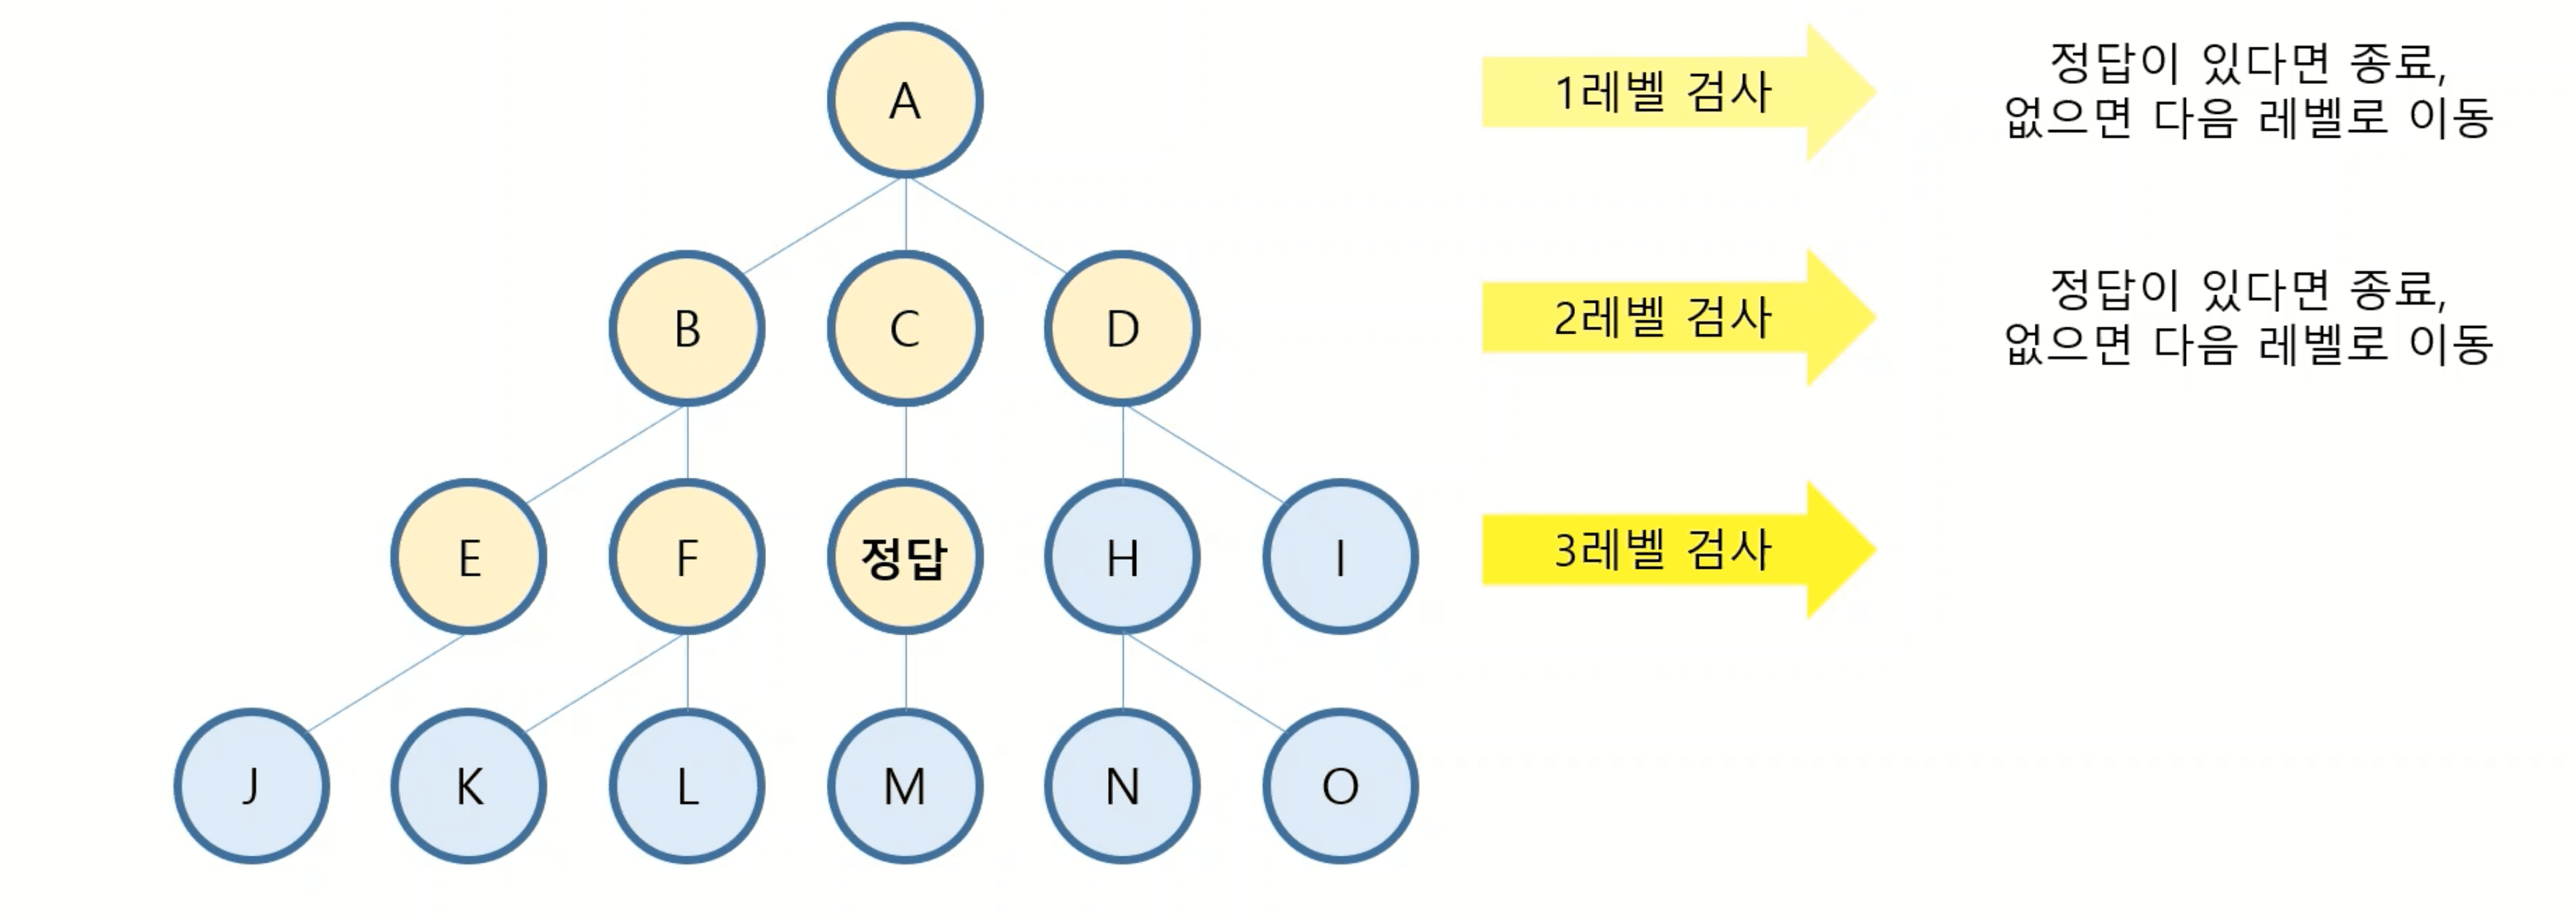 A
1레벨 검사
정답이 있다면 종료,
없으면 다음 레벨로 이동
B
C
D
2레벨 검사
정답이 있다면 종료,
없으면 다음 레벨로 이동
E
F
정답
H
I
3레벨 검사
J
K
L
M
N
O